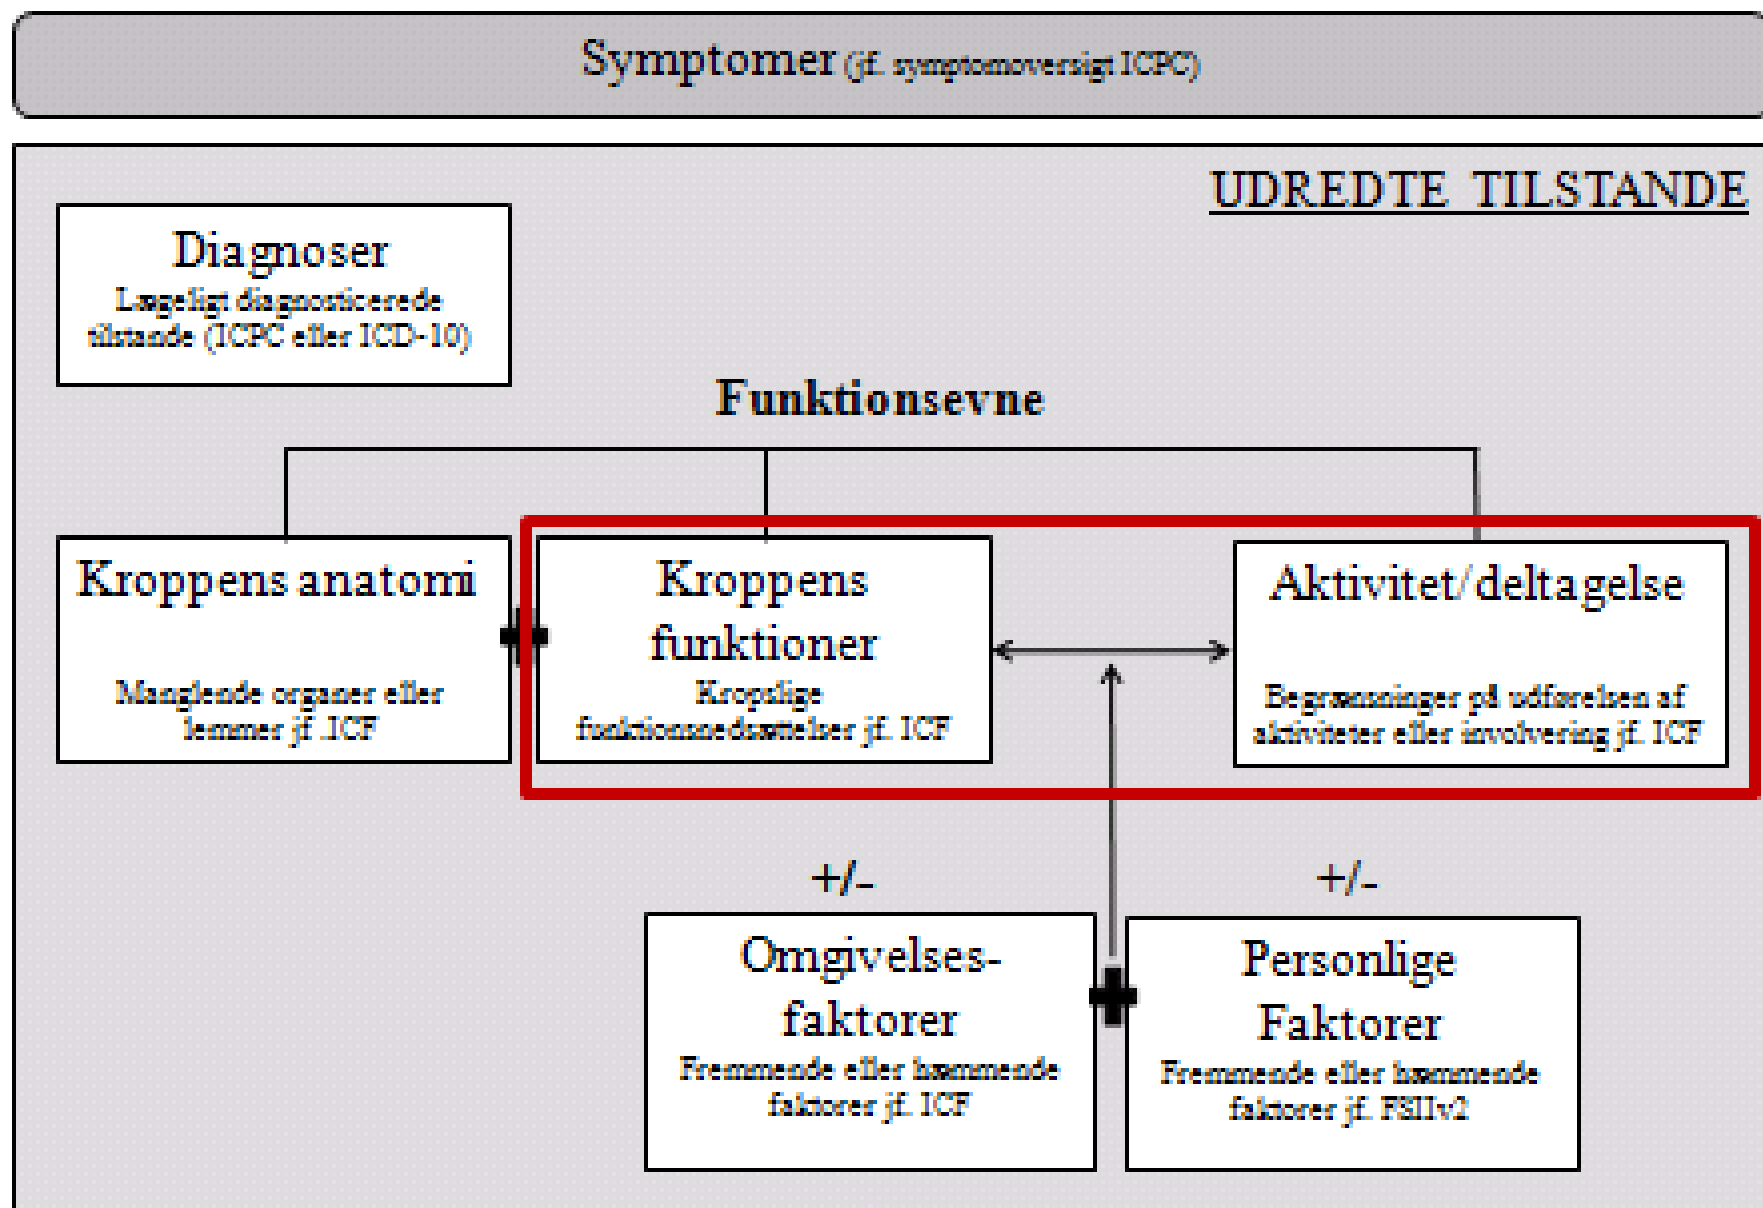 Symptomer (jf. symptomoversigt ICPC)
UDREDTE TILSTANDE
Diagnoser
Lægeligt diagnosticerede
tilstande (ICPC eller ICD-10)
Funktionsevne
Kroppens anatomi
Manglende organer eller
lemmer jf .ICF
Kroppens
funktioner
Kropslige
funktionsnedsættelser jf. ICF
Aktivitet/deltagelse
Begrænsninger på udførelsen af
aktiviteter eller involvering jf. ICF
+/-
+/-
Omgivelses-
faktorer
Fremmende eller hæmmende
faktorer jf. ICF
Personlige
Faktorer
Fremmende eller hæmmende
faktorer jf. FSIIv2